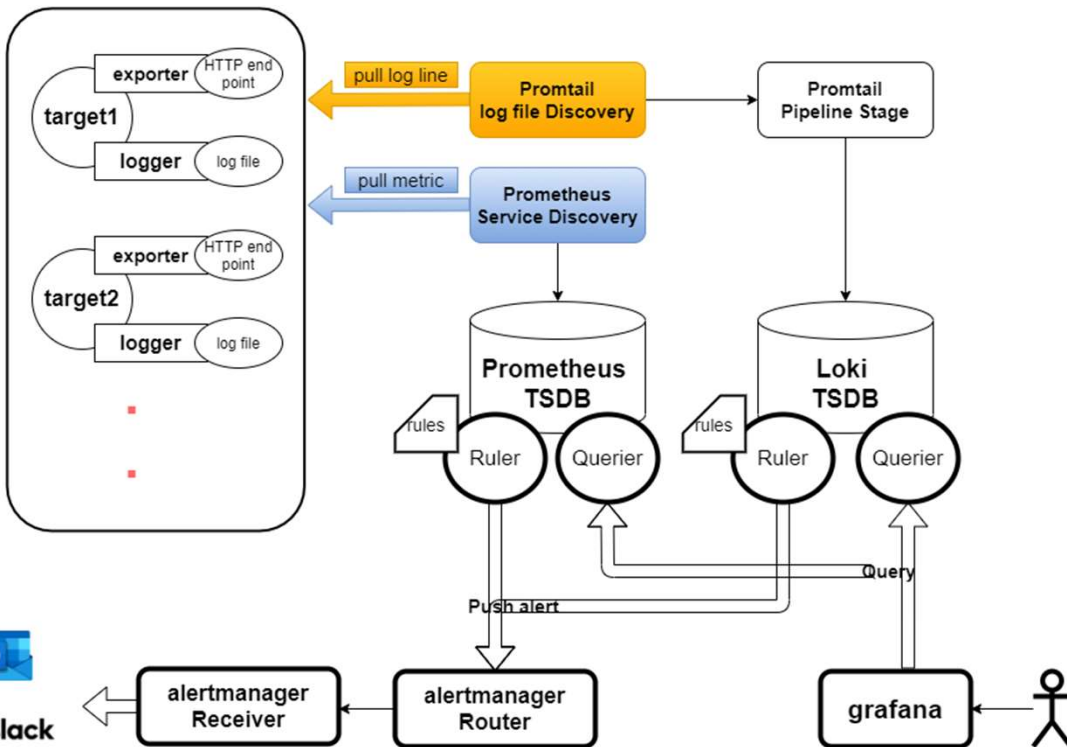 exporter
HTTP end
point
target1
logger
log file
exporter
HTTP end
point
target2
logger
log file
pull log line
Promtail
log file Discovery
Promtail
Pipeline Stage
pull metric
Prometheus
Service Discovery
Prometheus
TSDB
rules
Ruler
Querier
Loki
TSDB
rules
Ruler
Querier
Query
Push alert
lack
alertmanager
Receiver
alertmanager
Router
grafana